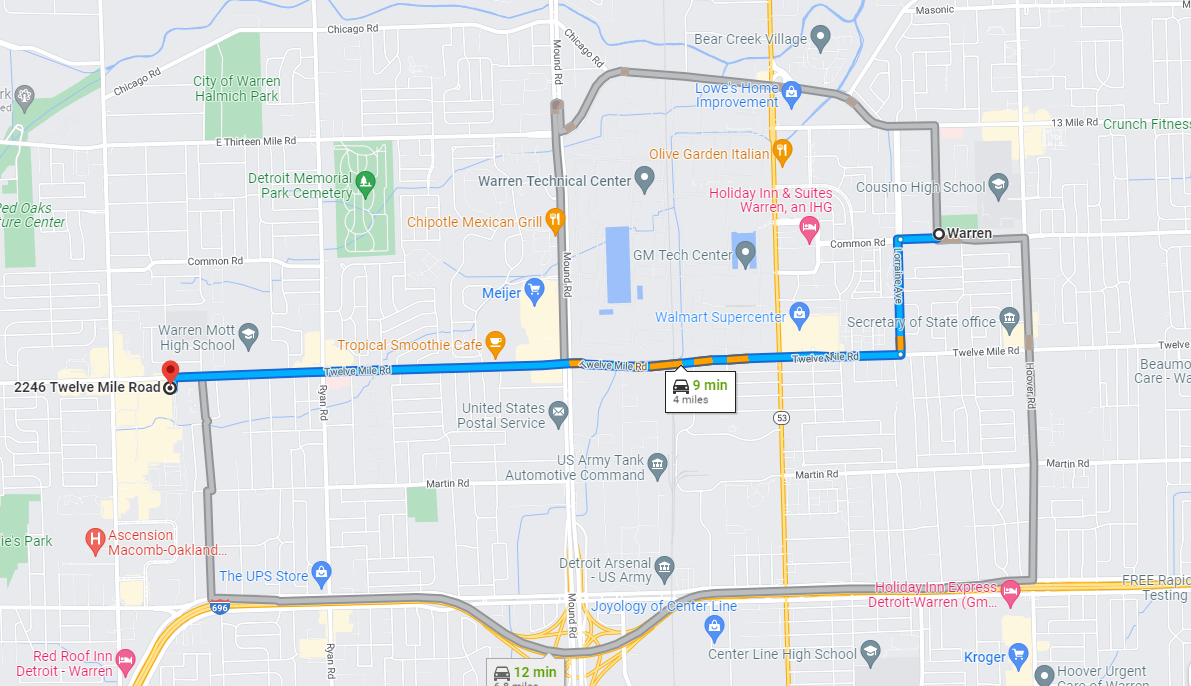 Masonic
Chicago Rd
Chicago Rd
Mound Rd
Bear Creek Village
Chicago Rd
City of Warren
Halmich Park
Lowe's Home
Improvement
13 Mile Rd
Crunch Fitness
E Thirteen Mile Rd
Olive Garden Italian
Detroit Memorial
Park Cemetery
Warren Technical Center
Cousino High School
Holiday Inn & Suites
Warren, an IHG
Red Oaks
ture Center
Chipotle Mexican Grill
Warren
Common Rd
GM Tech Center
Common Rd
Mound Rd
Lorraine Ave
Meijer
Walmart Supercenter
Secretary of State office
Warren Mott
High School
Tropical Smoothie Cafe
Twelve Mile Rd
Twelve Mile Rd
Twelve Mile Rd
Twelve Mile Rd
Beaumo
Care - Wa
2246 Twelve Mile Road
9 min
4 miles
Ryan Rd
Hoover Rd
United States
Postal Service
53
US Army Tank
Automotive Command
Martin Rd
Martin Rd
Martin Rd
ie's Park
Ascension
Macomb-Oakland...
Detroit Arsenal
- US Army
The UPS Store
Holiday Inn Express
Detroit-Warren (Gm...
FREE Rapid
Testing
696
Mound Rd
Joyology of Center Line
Ryan Rd
Red Roof Inn
Detroit - Warren
Center Line High School
Kroger
12 min
6.8 miles
Hoover Urgent
Care of Warren